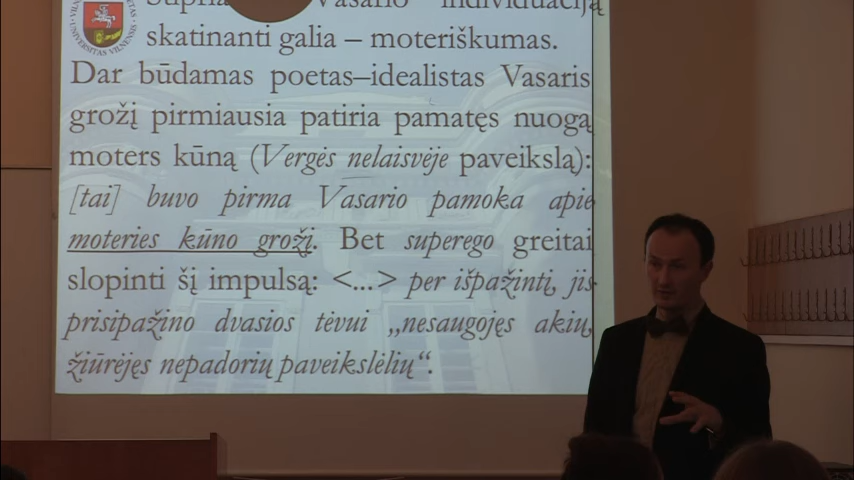 Vasario individuaciją
skatinanti galia – moteriškumas.
Dar būdamas poetas–idealistas Vasaris
grožį pirmiausia patiria pamatęs nuogą
moters kūną (Vergės nelaisvėje paveikslą):
[tai] buvo pirma Vasario pamoka apie
moteries kūno grožį. Bet superego greitai
slopinti šį impulsą: <...> per išpažintį, jis
prisipažino dvasios tėvui „nesaugojęs akių,
žiūrėjęs nepadorių paveikslėlių“.